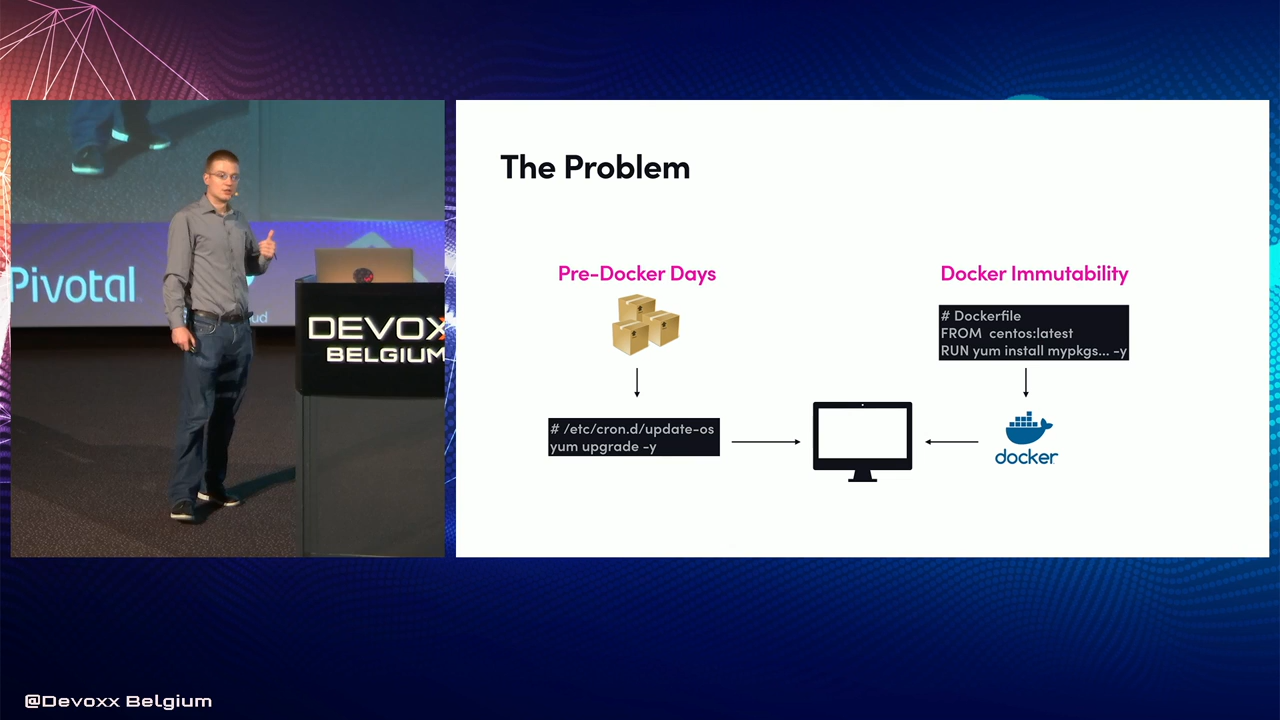 Pivotal
DEVOX
BELGIUM
The Problem
Pre-Docker Days
Docker Immutability
# Dockerfile
FROM centos:latest
RUN yum install mypkgs... -y
# /etc/cron.d/update-os
yum upgrade -y
docker
@Devoxx Belgium